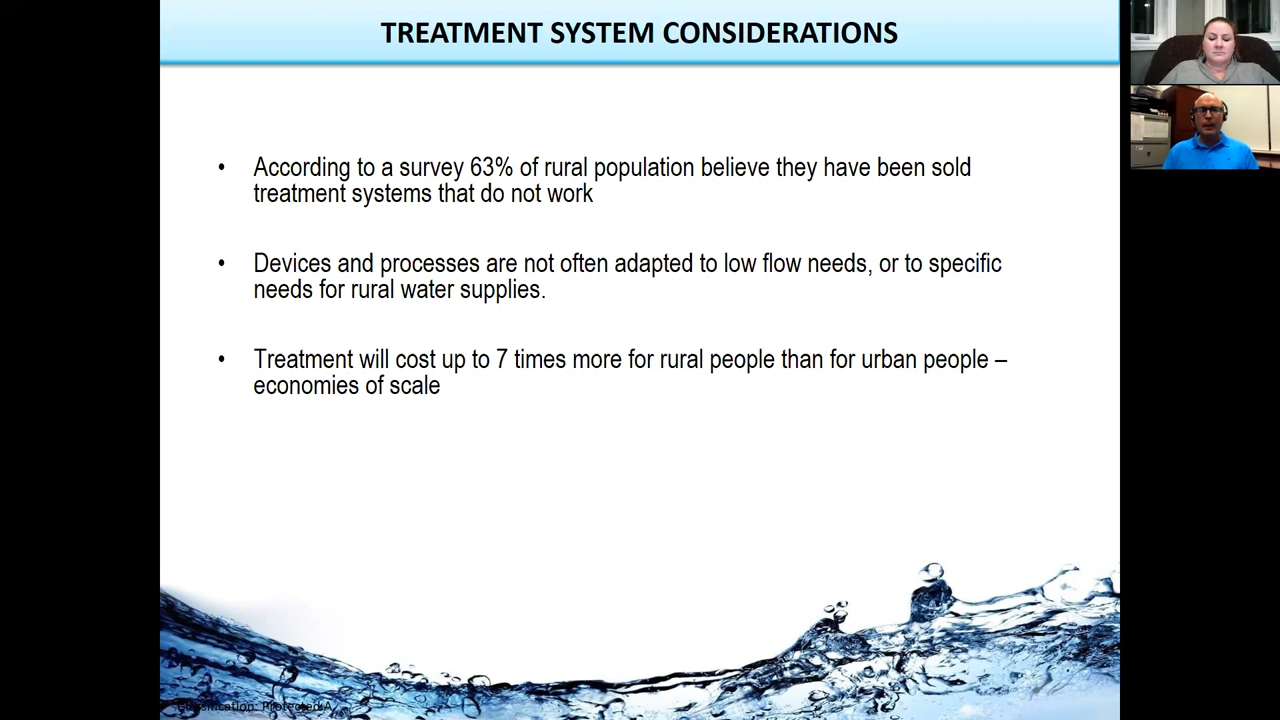 TREATMENT SYSTEM CONSIDERATIONS
• According to a survey 63% of rural population believe they have been sold
treatment systems that do not work
• Devices and processes are not often adapted to low flow needs, or to specific
needs for rural water supplies.
• Treatment will cost up to 7 times more for rural people than for urban people –
economies of scale
Classification: Protected A